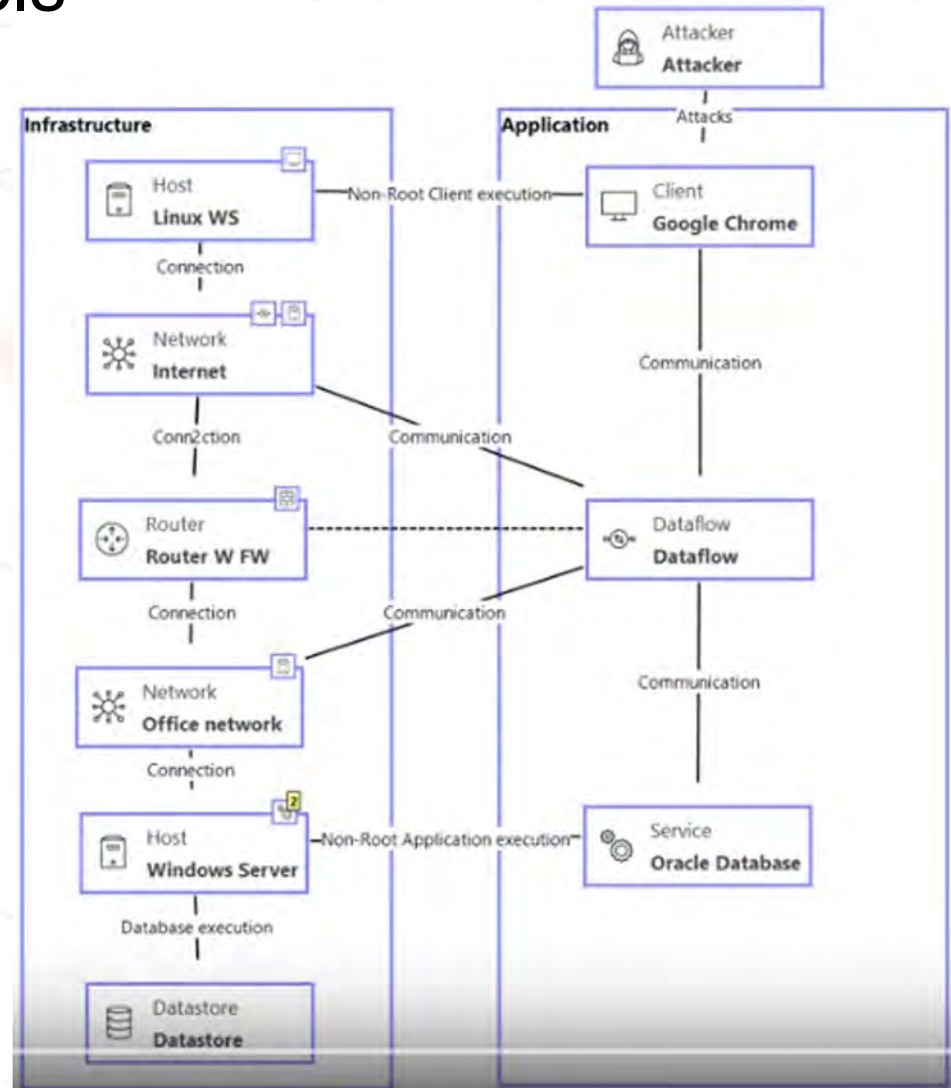 Attacker
Attacker
Attacks
Infrastructure
Application
Host
Linux WS
Non-Root Client execution
Client
Google Chrome
Connection
Network
Internet
Communication
Conn2ction
Communication
Router
Router W FW
Dataflow
Dataflow
Connection
Communication
Network
Office network
Communication
Connection
2
Host
Windows Server
Non-Root Application execution
Service
Oracle Database
Database execution
Datastore
Datastore